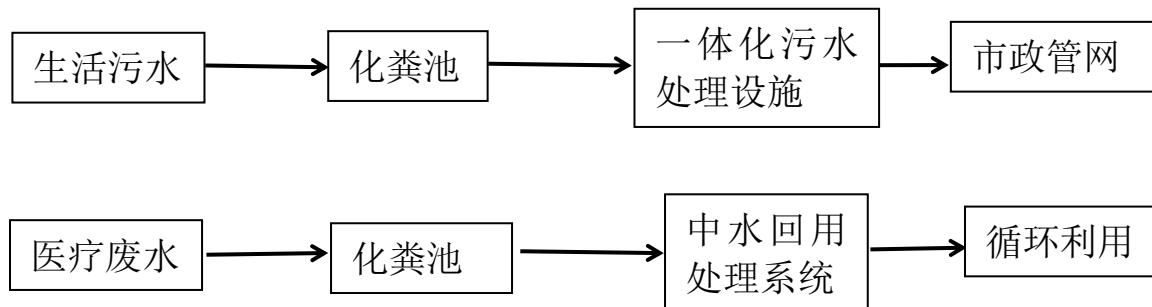 生活污水
化粪池
一体化污水
处理设施
市政管网
医疗废水
化粪池
中水回用
处理系统
循环利用